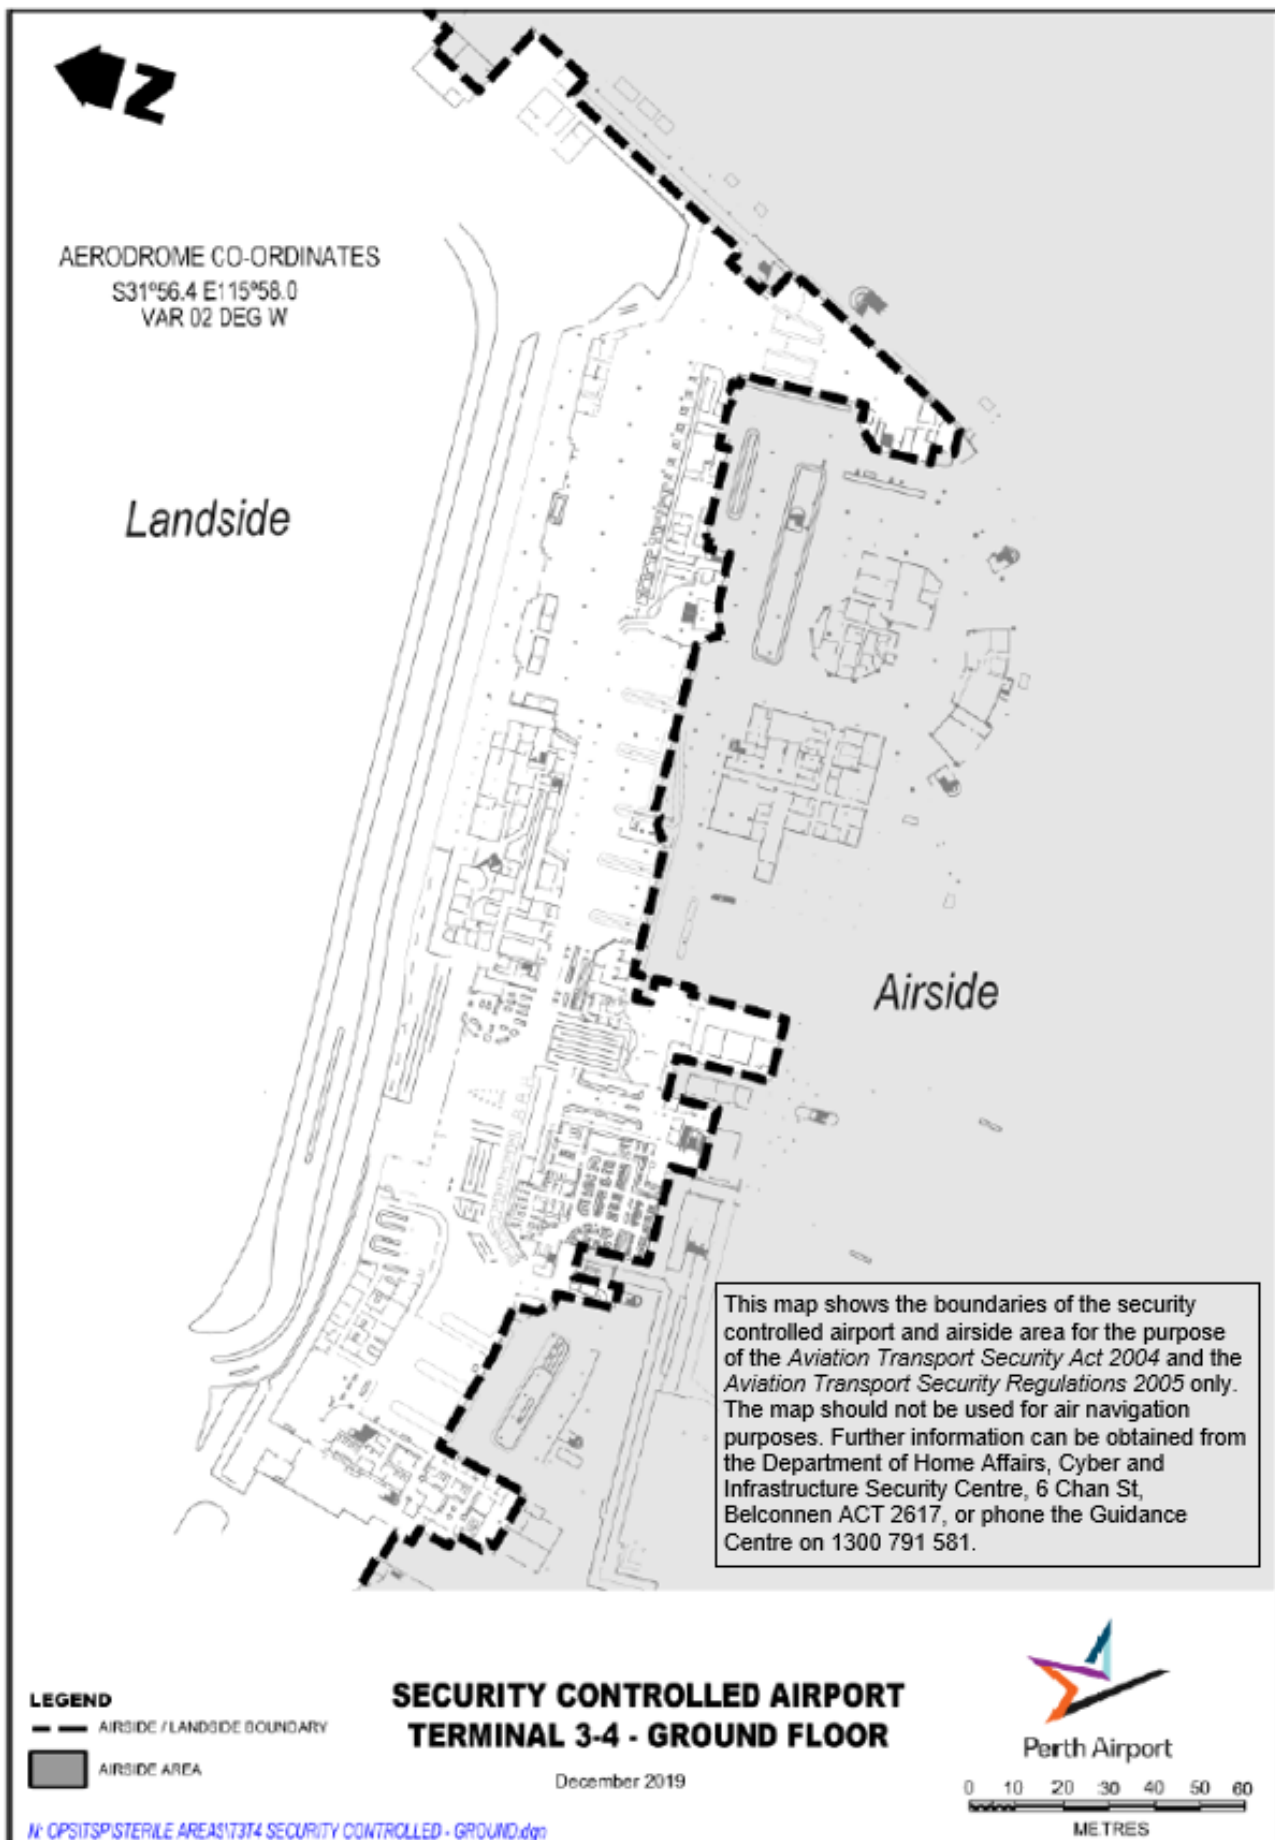 N
AERODROME CO-ORDINATES
S31°56.4 E115°58.0
VAR 02 DEG W
Landside
Airside
This map shows the boundaries of the security
controlled airport and airside area for the purpose
of the Aviation Transport Security Act 2004 and the
Aviation Transport Security Regulations 2005 only.
The map should not be used for air navigation
purposes. Further information can be obtained from
the Department of Home Affairs, Cyber and
Infrastructure Security Centre, 6 Chan St,
Belconnen ACT 2617, or phone the Guidance
Centre on 1300 791 581.
LEGEND
AIRSIDE / LANDSIDE BOUNDARY
AIRSIDE AREA
SECURITY CONTROLLED AIRPORT
TERMINAL 3-4 - GROUND FLOOR
December 2019
Perth Airport
0 10 20 30 40 50 60
METRES
N: OPS\TSP\STERILE AREAS\T3T4 SECURITY CONTROLLED - GROUND.dgn